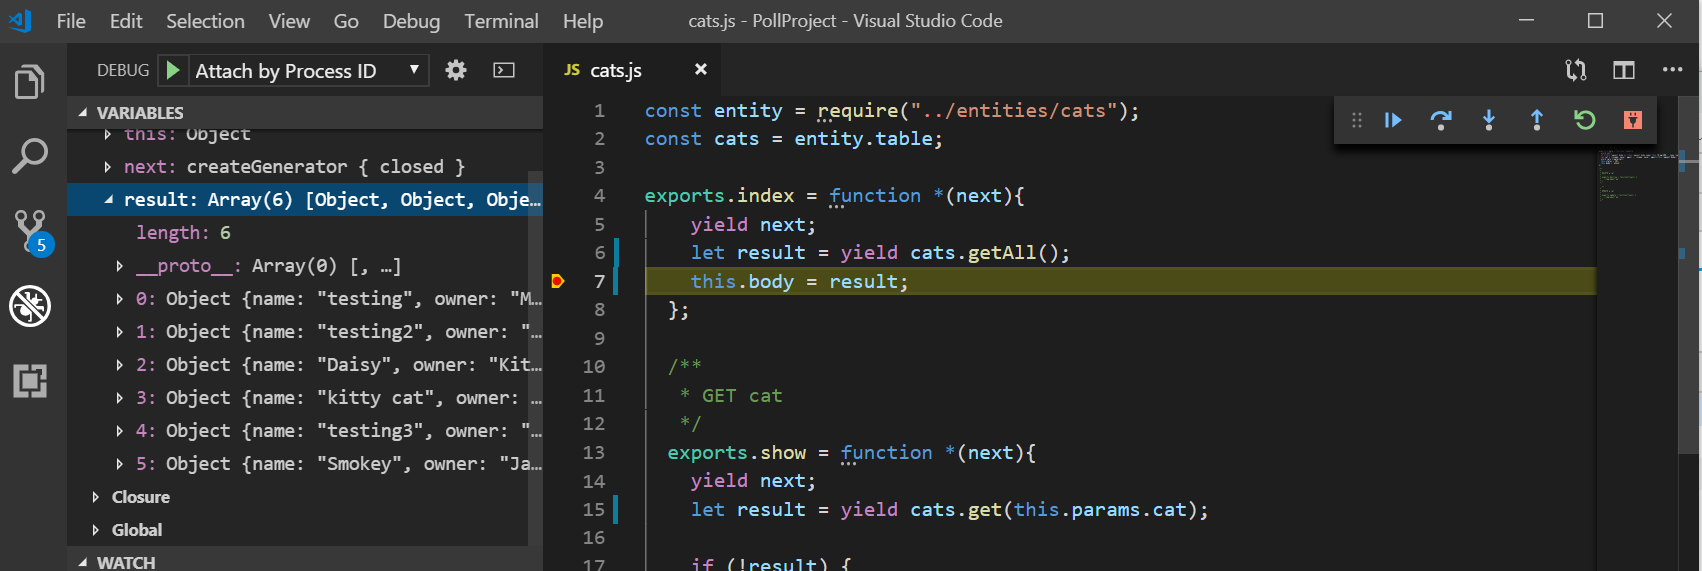 File Edit Selection View Go Debug Terminal Help cats.js - PollProject - Visual Studio Code
DEBUG Attach by Process ID
VARIABLES
this: Object
next: createGenerator { closed }
result: Array(6) [Object, Object, Obje…
length: 6
__proto__: Array(0) [, …]
0: Object {name: "testing", owner: "M…
1: Object {name: "testing2", owner: "…
2: Object {name: "Daisy", owner: "Kit…
3: Object {name: "kitty cat", owner: …
4: Object {name: "testing3", owner: "…
5: Object {name: "Smokey", owner: "Ja…
Closure
Global
WATCH
5
JS cats.js
1 const entity = require("../entities/cats");
2 const cats = entity.table;
3
4 exports.index = function *(next){
5 yield next;
6 let result = yield cats.getAll();
7 this.body = result;
8 };
9
10 /**
11 * GET cat
12 */
13 exports.show = function *(next){
14 yield next;
15 let result = yield cats.get(this.params.cat);
16
17 if (!result) {